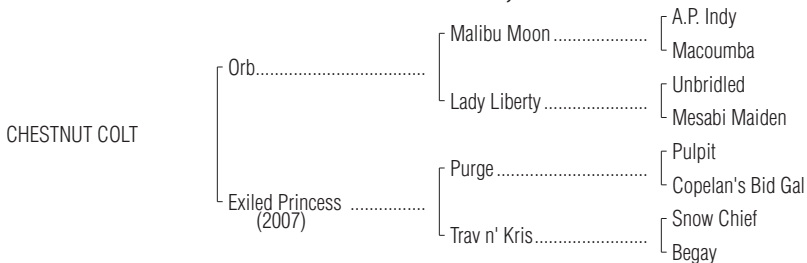 A.P. Indy
Malibu Moon
Macoumba
Orb
Unbridled
Lady Liberty
Mesabi Maiden
CHESTNUT COLT
Pulpit
Purge
Copelan's Bid Gal
Exiled Princess
(2007)
Snow Chief
Trav n' Kris
Begay